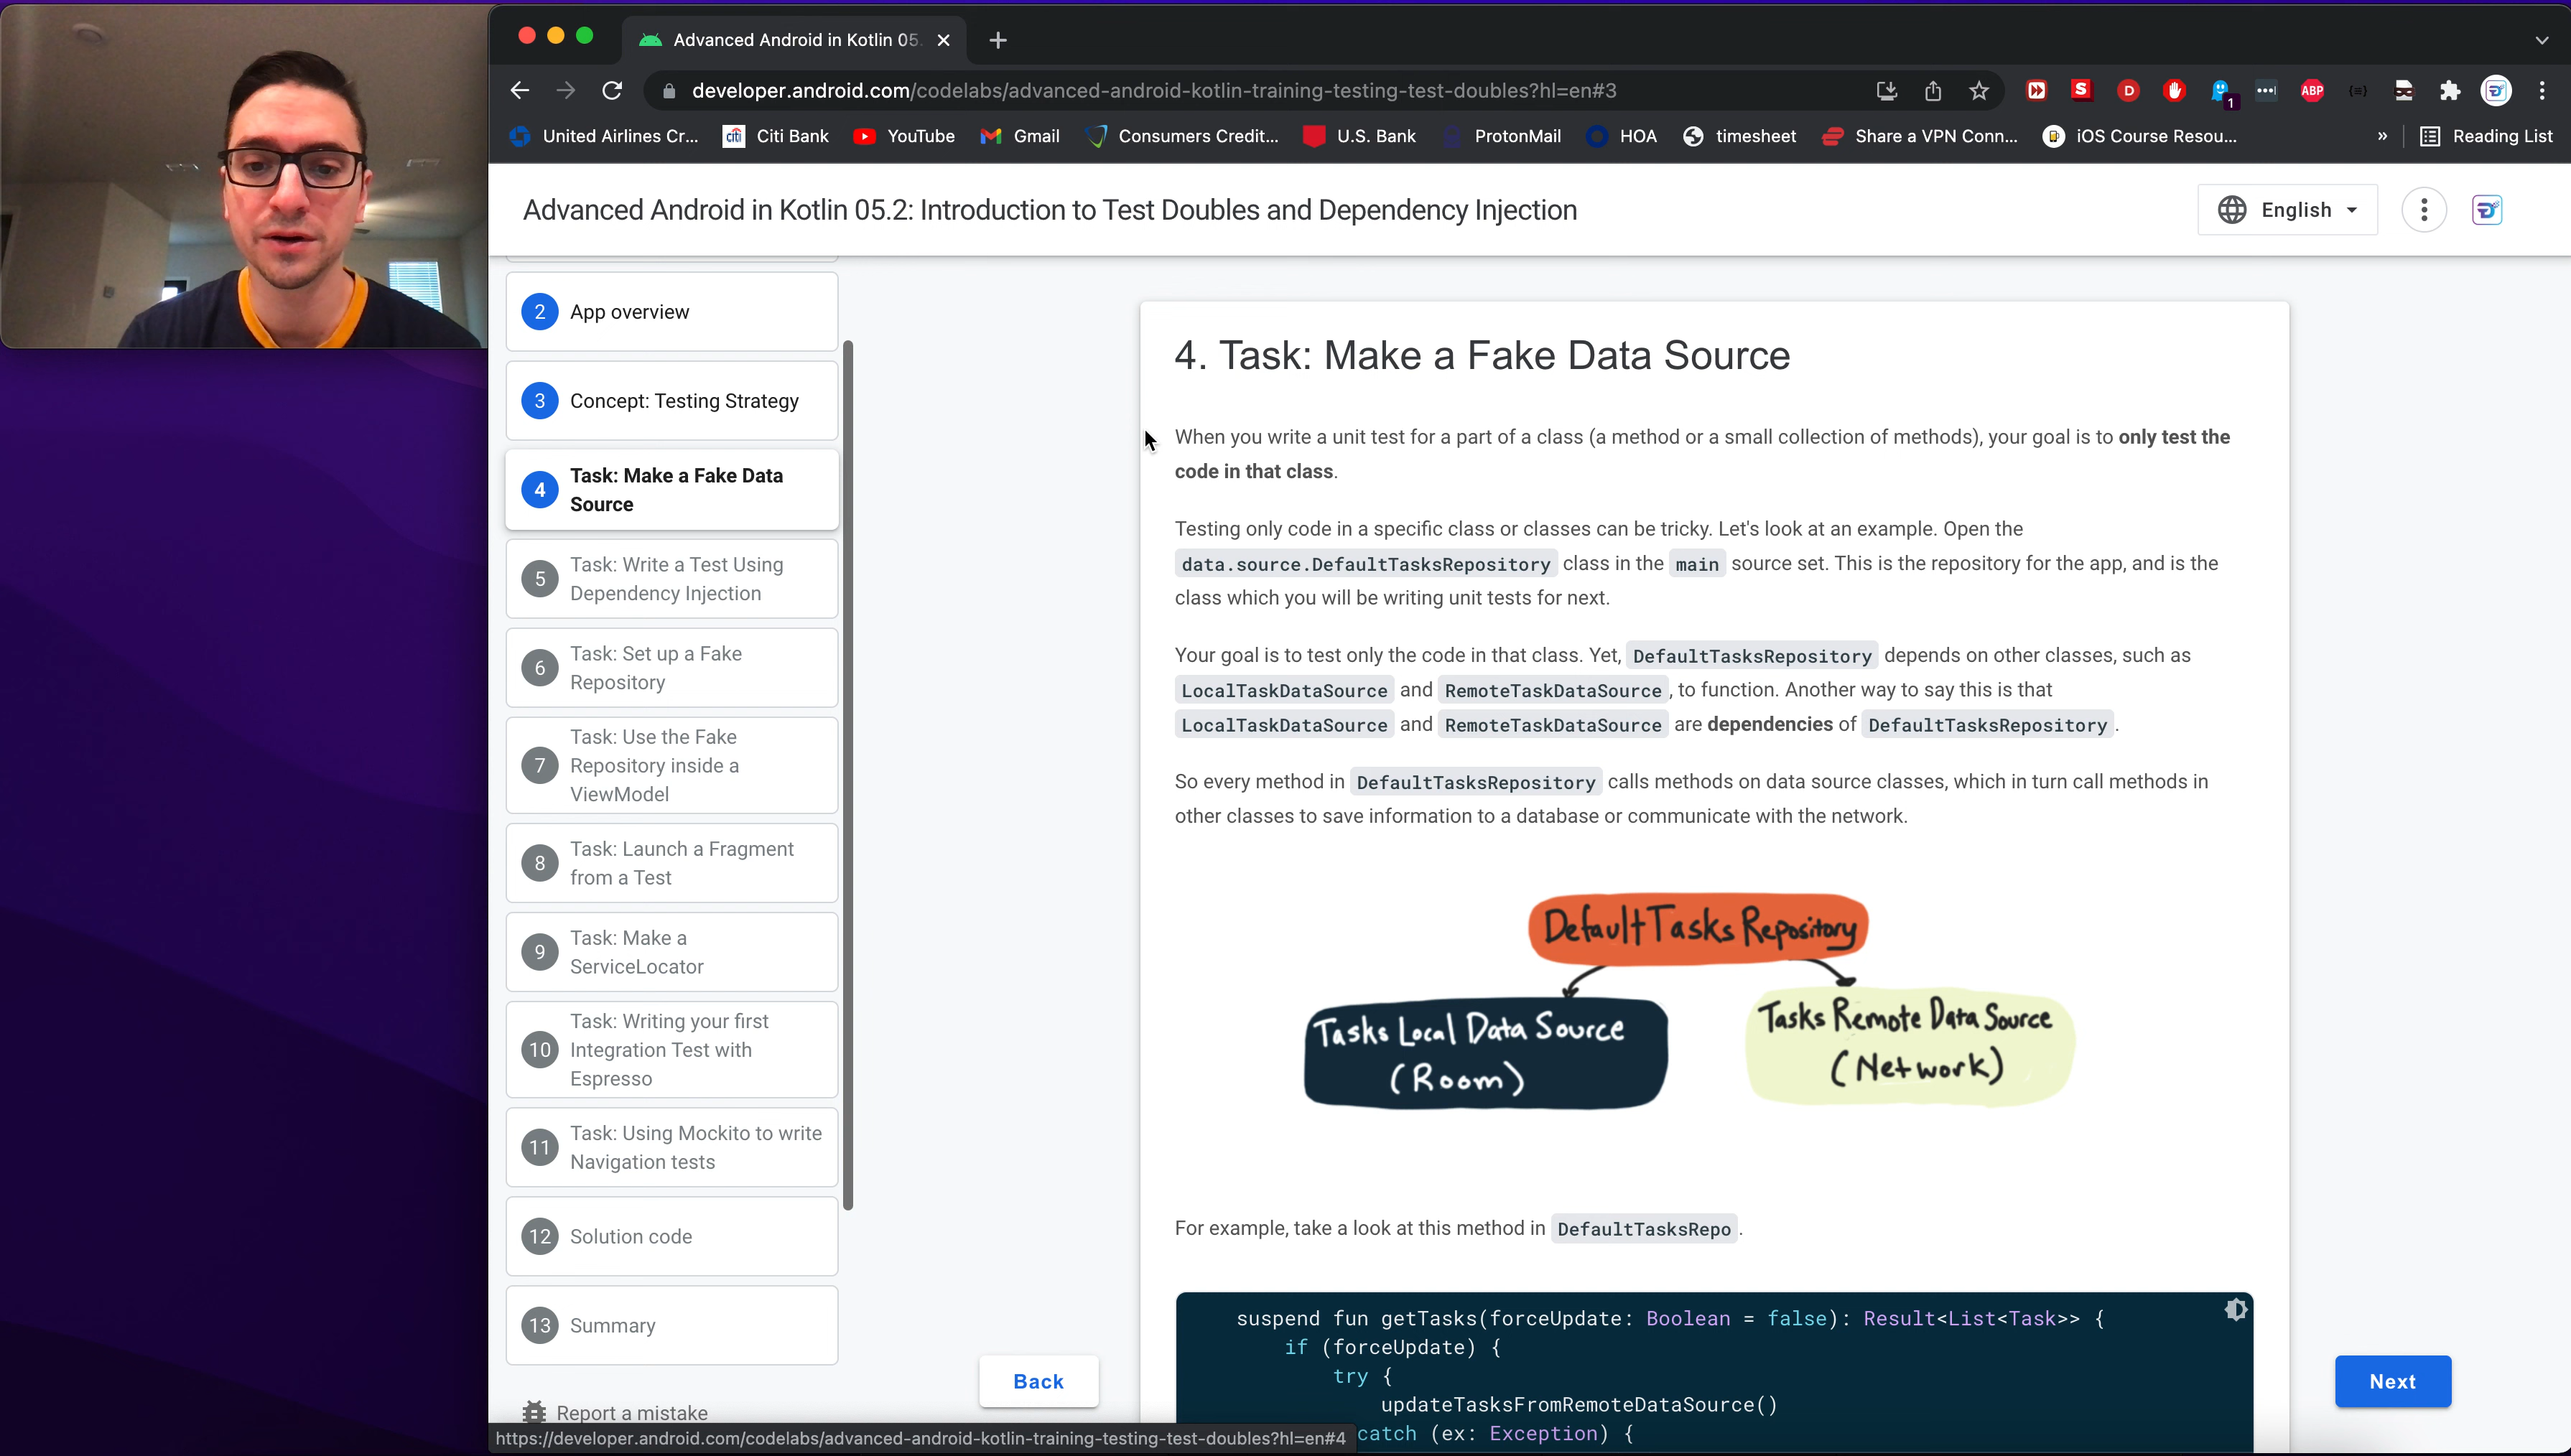 Advanced Android in Kotlin 05.
developer.android.com/codelabs/advanced-android-kotlin-training-testing-test-doubles?hl=en#3
S
D
1
ABP
United Airlines Cr...
citi
Citi Bank
YouTube
Gmail
Consumers Credit...
U.S. Bank
ProtonMail
HOA
timesheet
Share a VPN Conn...
iOS Course Resou...
»
Reading List
Advanced Android in Kotlin 05.2: Introduction to Test Doubles and Dependency Injection
English
2 App overview
3 Concept: Testing Strategy
4 Task: Make a Fake Data
Source
5 Task: Write a Test Using
Dependency Injection
6 Task: Set up a Fake
Repository
7 Task: Use the Fake
Repository inside a
ViewModel
8 Task: Launch a Fragment
from a Test
9 Task: Make a
ServiceLocator
10 Task: Writing your first
Integration Test with
Espresso
11 Task: Using Mockito to write
Navigation tests
12 Solution code
13 Summary
Report a mistake
4. Task: Make a Fake Data Source
When you write a unit test for a part of a class (a method or a small collection of methods), your goal is to only test the
code in that class.
Testing only code in a specific class or classes can be tricky. Let's look at an example. Open the
data.source.DefaultTasksRepository class in the main source set. This is the repository for the app, and is the
class which you will be writing unit tests for next.
Your goal is to test only the code in that class. Yet, DefaultTasksRepository depends on other classes, such as
LocalTaskDataSource and RemoteTaskDataSource, to function. Another way to say this is that
LocalTaskDataSource and RemoteTaskDataSource are dependencies of DefaultTasksRepository.
So every method in DefaultTasksRepository calls methods on data source classes, which in turn call methods in
other classes to save information to a database or communicate with the network.
DefaultTasks Repository
Tasks Local Data Source
(Room)
Tasks Remote Data Source
(Network)
For example, take a look at this method in DefaultTasksRepo.
suspend fun getTasks(forceUpdate: Boolean = false): Result<List<Task>> {
if (forceUpdate) {
try {
updateTasksFromRemoteDataSource()
catch (ex: Exception) {
Back
Next
https://developer.android.com/codelabs/advanced-android-kotlin-training-testing-test-doubles?hl=en#4